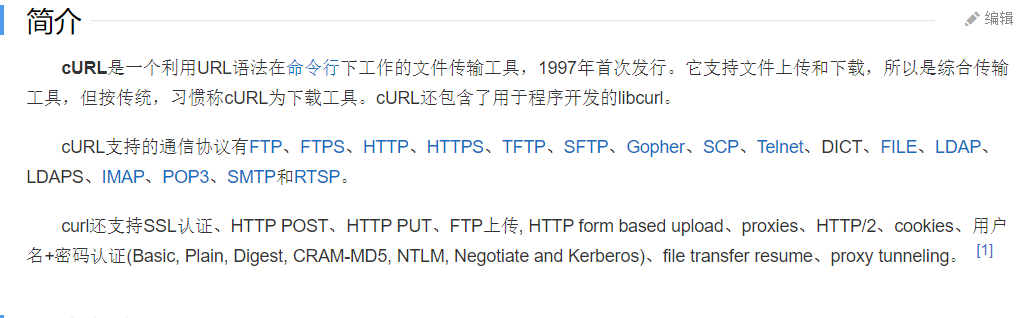 简介
编辑
cURL是一个利用URL语法在命令行下工作的文件传输工具，1997年首次发行。它支持文件上传和下载，所以是综合传输
工具，但按传统，习惯称cURL为下载工具。cURL还包含了用于程序开发的libcurl。
cURL支持的通信协议有FTP、FTPS、HTTP、HTTPS、TFTP、SFTP、Gopher、SCP、Telnet、DICT、FILE、LDAP、
LDAPS、IMAP、POP3、SMTP和RTSP。
curl还支持SSL认证、HTTP POST、HTTP PUT、FTP上传, HTTP form based upload、proxies、HTTP/2、cookies、用户
名+密码认证(Basic, Plain, Digest, CRAM-MD5, NTLM, Negotiate and Kerberos)、file transfer resume、proxy tunneling。 [1]